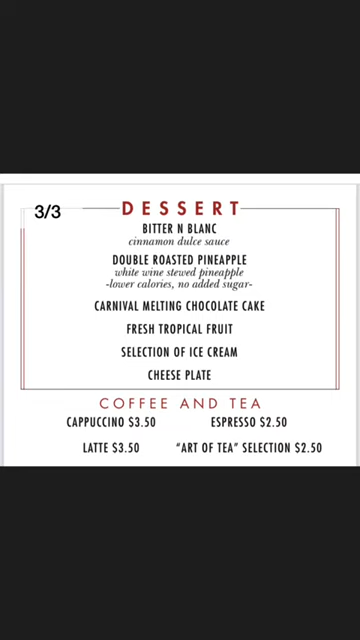 3/3
DESSERT
BITTER N BLANC
cinnamon dulce sauce
DOUBLE ROASTED PINEAPPLE
white wine stewed pineapple
-lower calories, no added sugar-
CARNIVAL MELTING CHOCOLATE CAKE
FRESH TROPICAL FRUIT
SELECTION OF ICE CREAM
CHEESE PLATE
COFFEE AND TEA
CAPPUCCINO $3.50 ESPRESSO $2.50
LATTE $3.50 “ART OF TEA” SELECTION $2.50